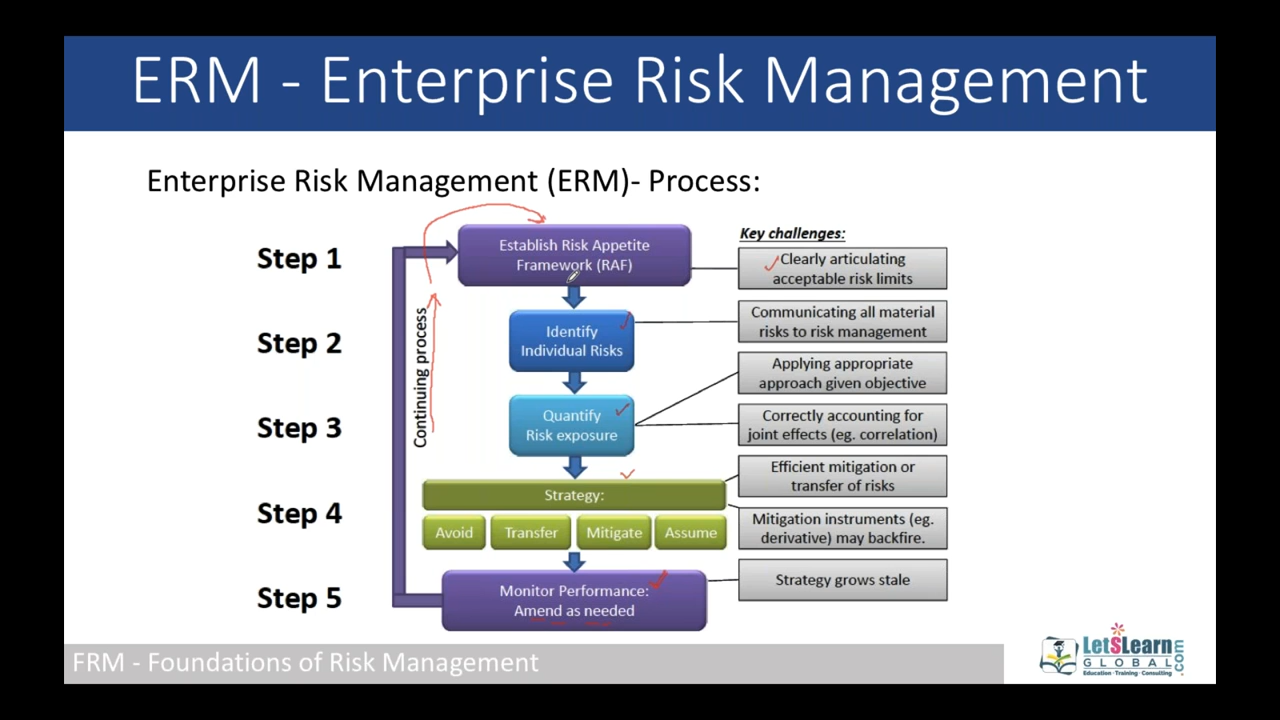 ERM - Enterprise Risk Management
Enterprise Risk Management (ERM)- Process:
Key challenges:
Step 1
Establish Risk Appetite
Framework (RAF)
Clearly articulating
acceptable risk limits
Step 2
Identify
Individual Risks
Communicating all material
risks to risk management
Continuing process
Applying appropriate
approach given objective
Step 3
Quantify
Risk exposure
Correctly accounting for
joint effects (eg. correlation)
Step 4
Strategy:
Avoid
Transfer
Mitigate
Assume
Efficient mitigation or
transfer of risks
Mitigation instruments (eg.
derivative) may backfire.
Step 5
Monitor Performance:
Amend as needed
Strategy grows stale
FRM - Foundations of Risk Management
LetSLearn
GLOBAL
.com
Education - Training - Consulting